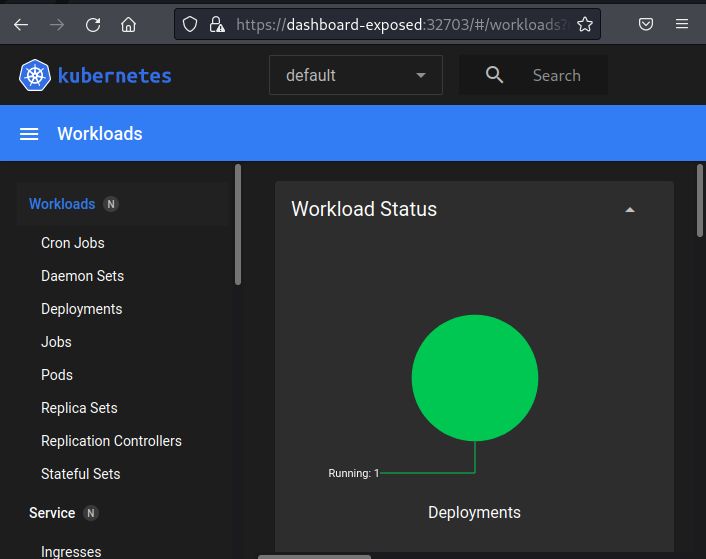 https://dashboard-exposed:32703/#/workloads?
kubernetes
default
Search
Workloads
Workloads N
Cron Jobs
Daemon Sets
Deployments
Jobs
Pods
Replica Sets
Replication Controllers
Stateful Sets
Service N
Ingresses
Workload Status
Running: 1
Deployments